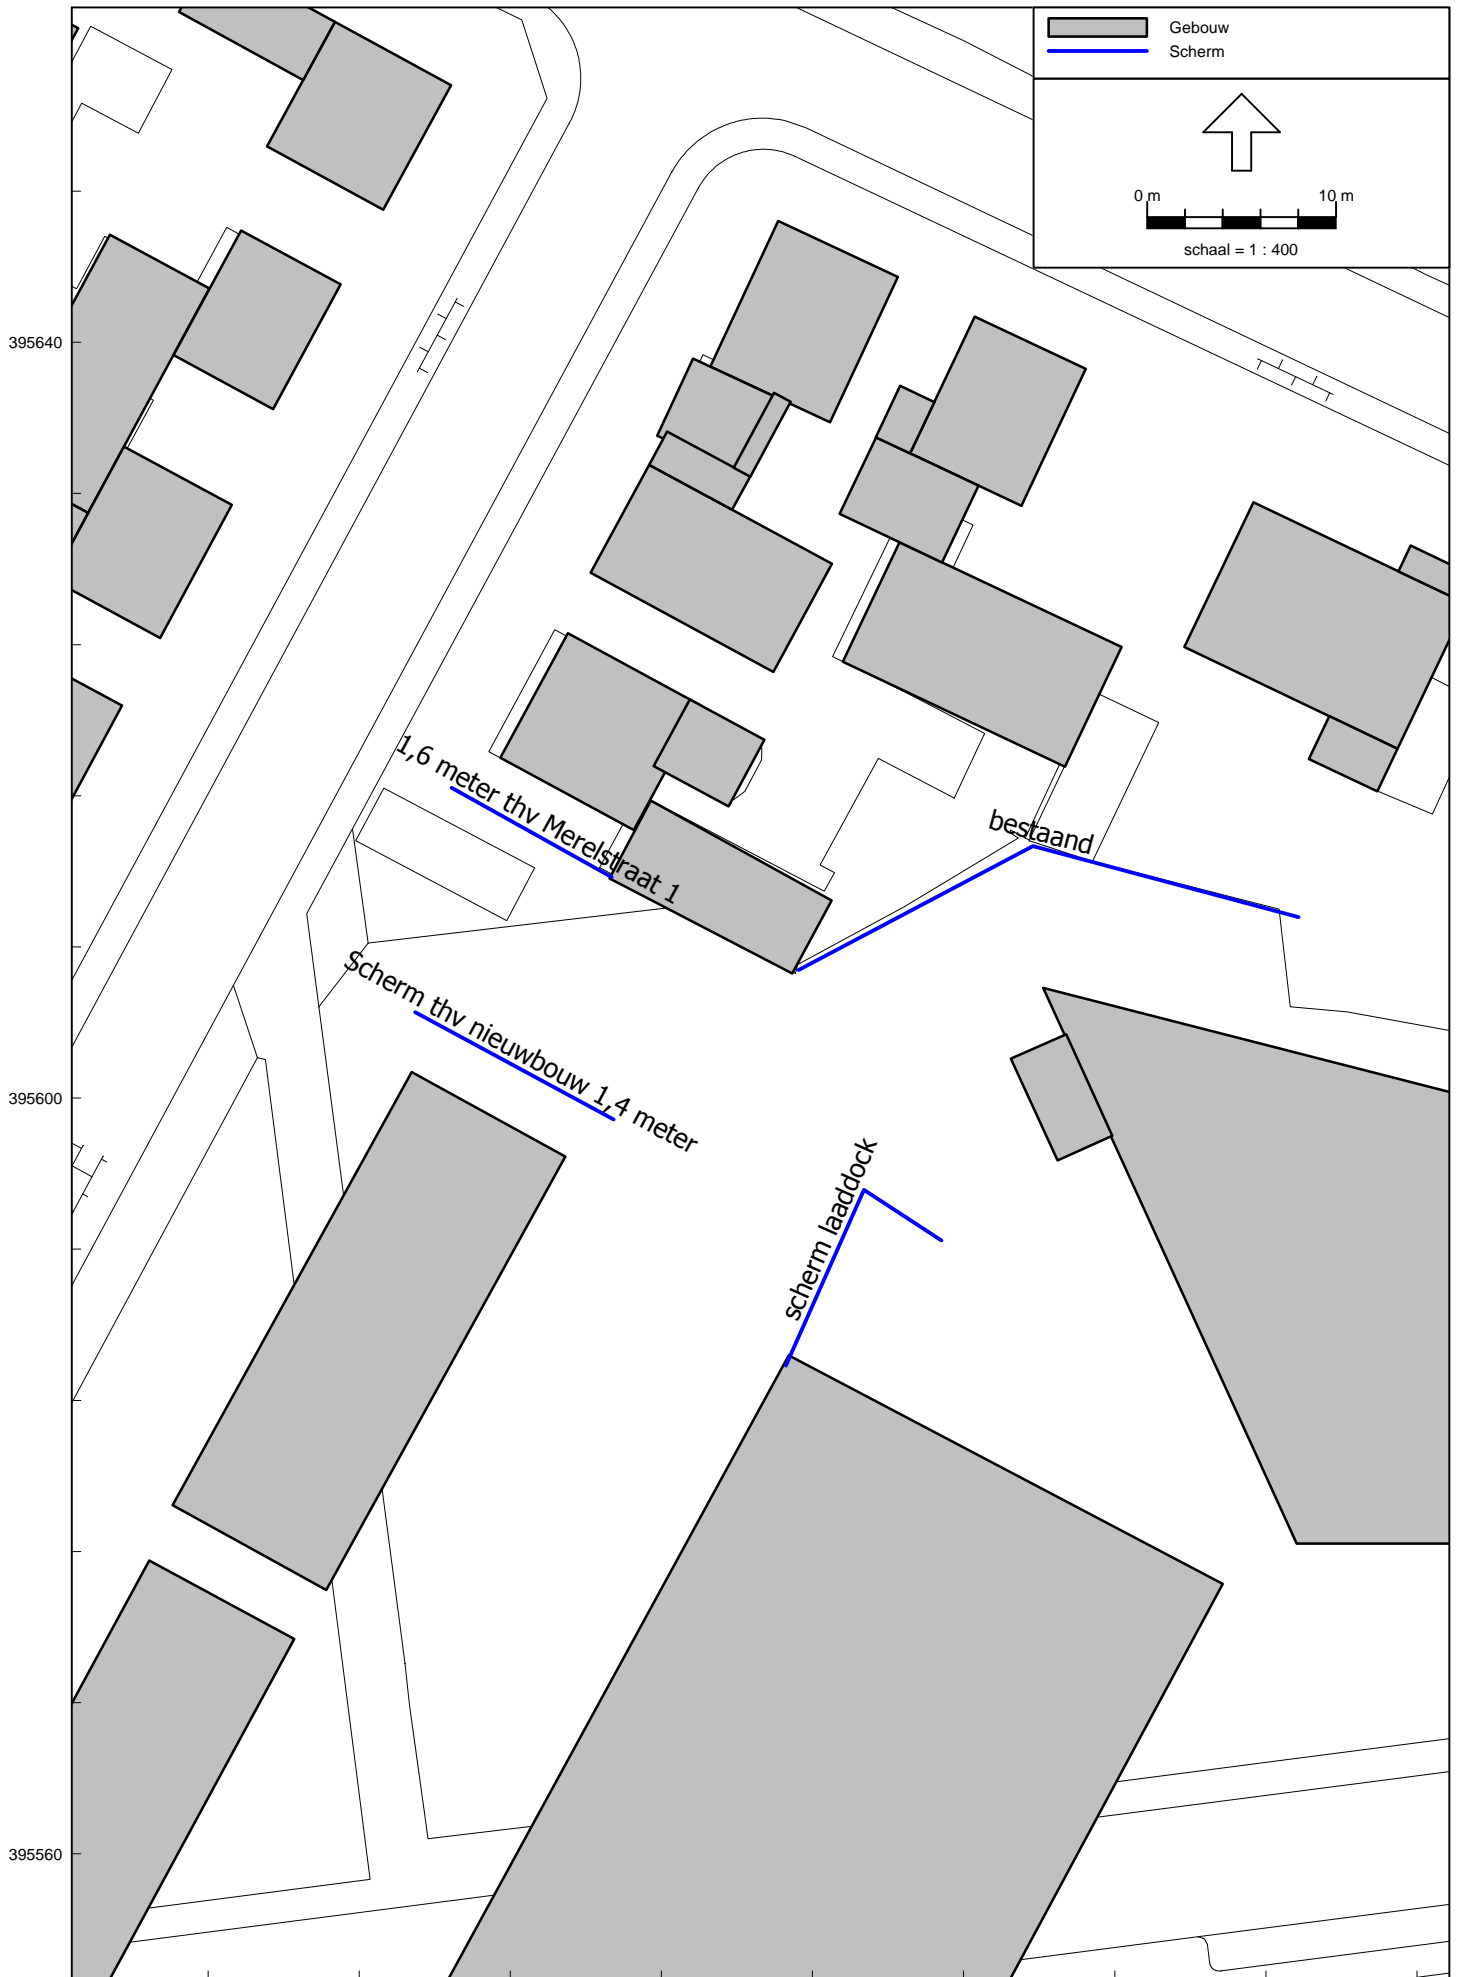 Gebouw
Scherm
0 m 10 m
schaal = 1 : 400
395640
1,6 meter thv Merelstraat 1
bestaand
Scherm thv nieuwbouw 1,4 meter
395600
scherm laaddock
395560